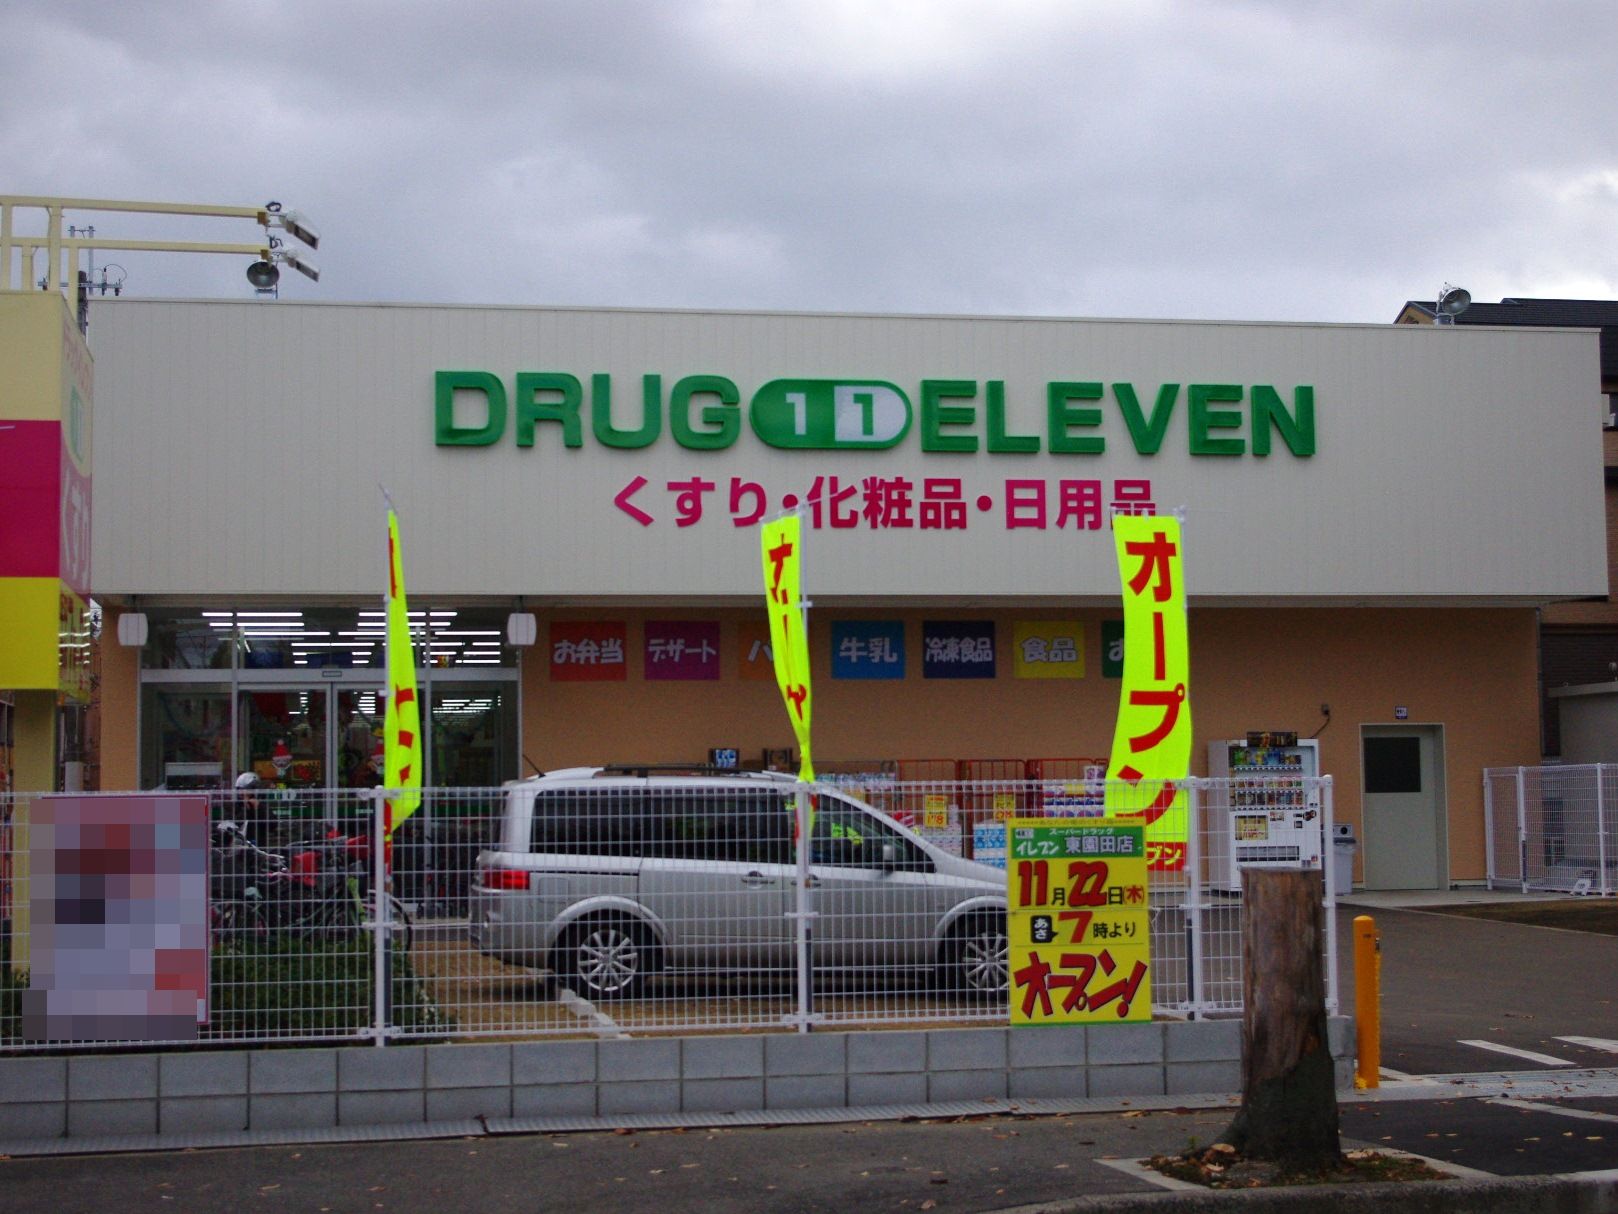 DRUG 11 ELEVEN
くすり・化粧品・日用品
お弁当
デザート
牛乳
冷凍食品
食品
オープン
スーパードラッグ
イレブン 東園田店
11月22日(木)
あさ 7時より
オープン!
くすり